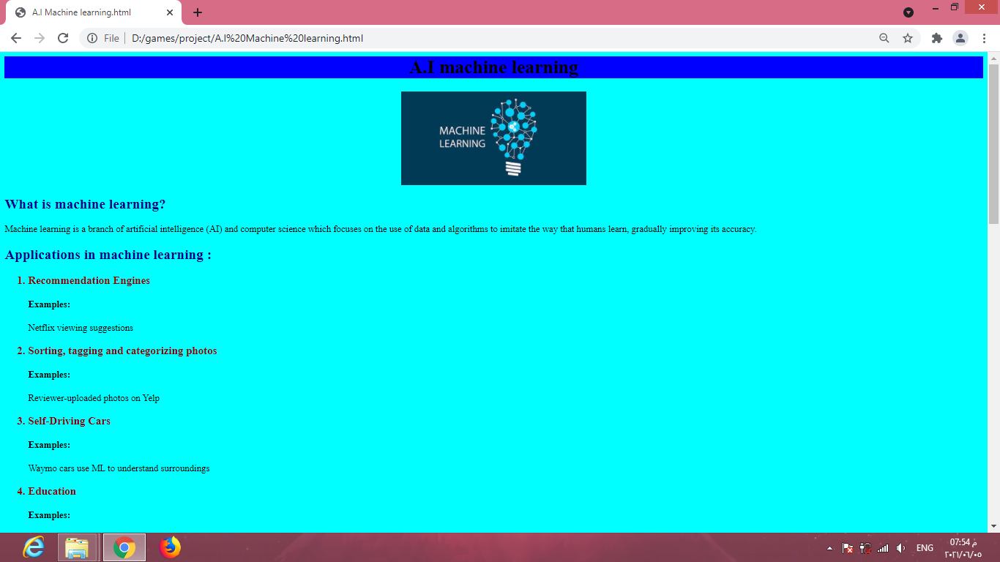 A.I Machine learning.html
File D:/games/project/A.I%20Machine%20learning.html
A.I machine learning
MACHINE
LEARNING
What is machine learning?
Machine learning is a branch of artificial intelligence (AI) and computer science which focuses on the use of data and algorithms to imitate the way that humans learn, gradually improving its accuracy.
Applications in machine learning :
1. Recommendation Engines
Examples:
Netflix viewing suggestions
2. Sorting, tagging and categorizing photos
Examples:
Reviewer-uploaded photos on Yelp
3. Self-Driving Cars
Examples:
Waymo cars use ML to understand surroundings
4. Education
Examples:
ENG
07:54 م
٢٠٢١/٠٦/٠٥